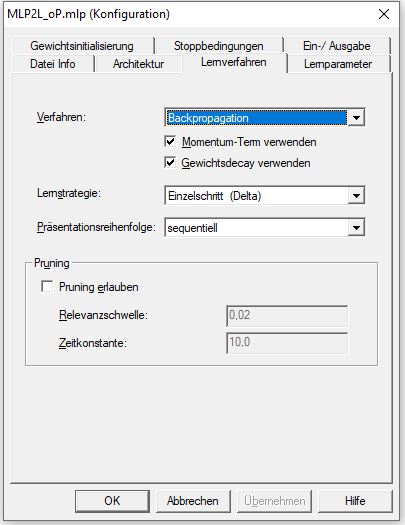 MLP2L_oP.mlp (Konfiguration)
Gewichtsinitialisierung Stoppbedingungen Ein-/ Ausgabe
Datei Info Architektur Lernverfahren Lernparameter
Verfahren: Backpropagation
Momentum-Term verwenden
Gewichtsdecay verwenden
Lernstrategie: Einzelschritt (Delta)
Präsentationsreihenfolge: sequentiell
Pruning
Pruning erlauben
Relevanzschwelle: 0,02
Zeitkonstante: 10,0
OK Abbrechen Übernehmen Hilfe